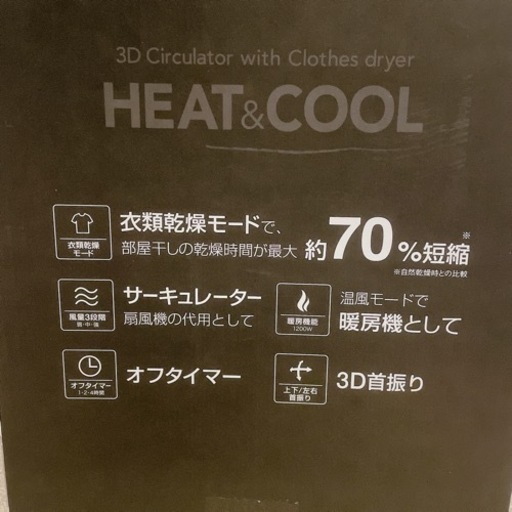 3D Circulator with Clothes dryer
HEAT&COOL
衣類乾燥
モード
衣類乾燥モードで、
部屋干しの乾燥時間が最大
約70%短縮※
※自然乾燥時との比較
風量3段階
弱・中・強
サーキュレーター
扇風機の代用として
暖房機能
1200W
温風モードで
暖房機として
オフタイマー
1・2・4時間
オフタイマー
上下/左右
首振り
3D首振り